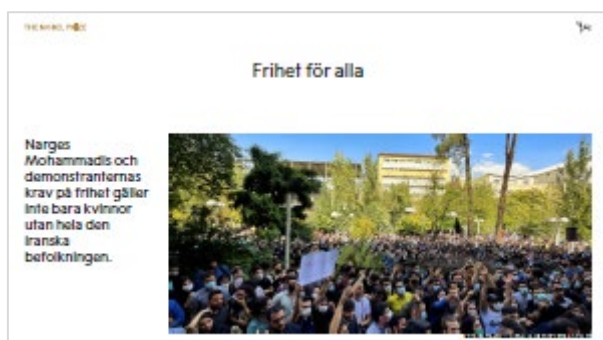 THE NOBEL PRIZE
Frihet för alla
Narges
Mohammadis och
demonstranternas
krav på frihet gäller
inte bara kvinnor
utan hela den
iranska
befolkningen.